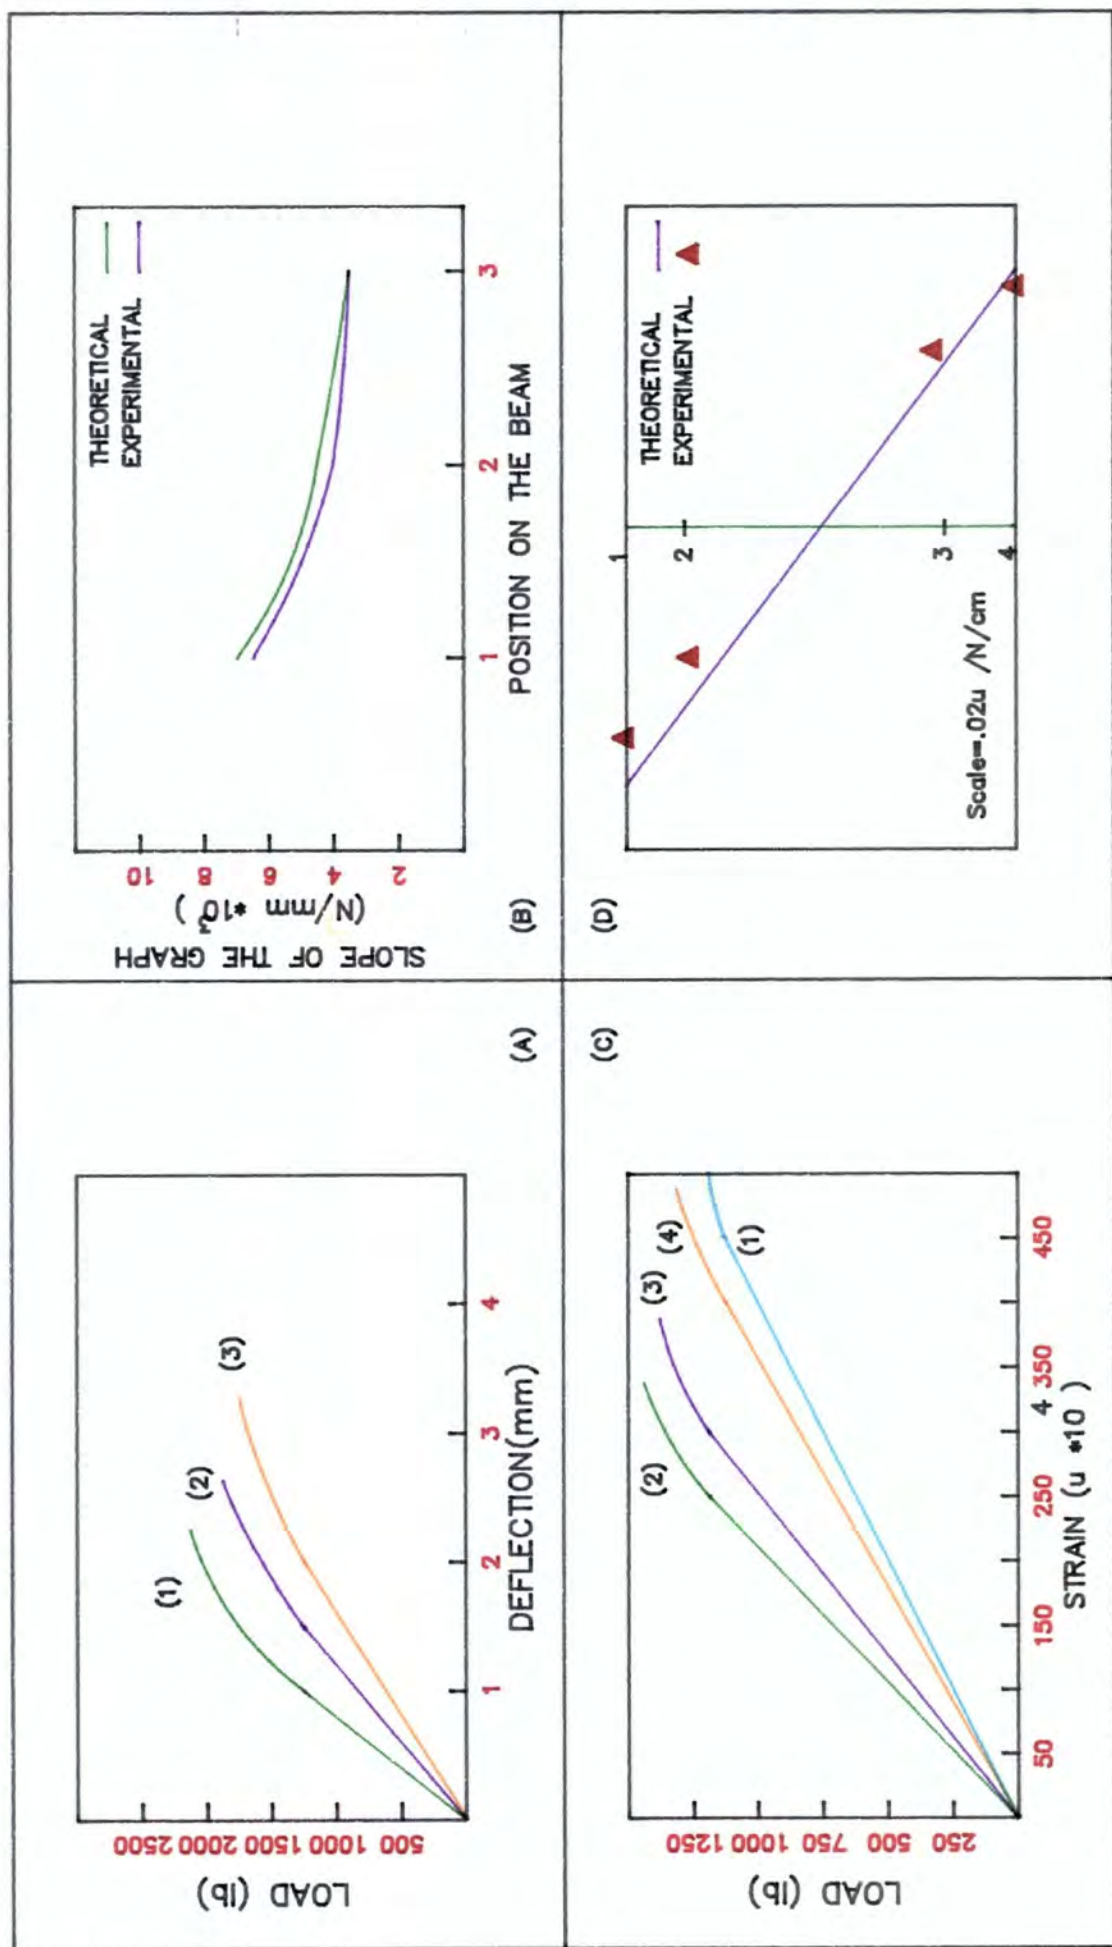 LOAD (lb)
2500
2000
1500
1000
500
(1)
(2)
(3)
1
2
3
4
DEFLECTION(mm)
(A)
SLOPE OF THE GRAPH
(N/mm *10³)
10
8
6
4
2
THEORETICAL
EXPERIMENTAL
1
2
3
POSITION ON THE BEAM
(B)
LOAD (lb)
1250
1000
750
500
250
(2)
(3)
(4)
(1)
50
150
250
350
450
STRAIN (u *10⁴)
(C)
(D)
THEORETICAL
EXPERIMENTAL
1
2
3
4
Scale=.02u /N/cm